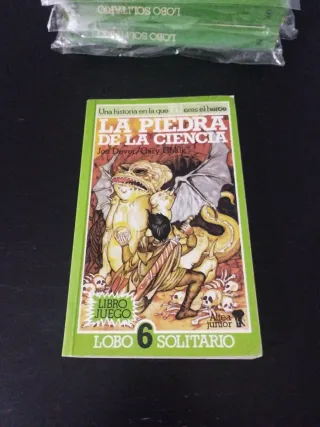 LOBO SOLITARIO
LOBO SOLITARIO
Una historia en la que TÚ eres el héroe
LA PIEDRA
DE LA CIENCIA
Joe Dever/Gary Chalk
LIBRO
JUEGO
Altea
junior
LOBO 6 SOLITARIO